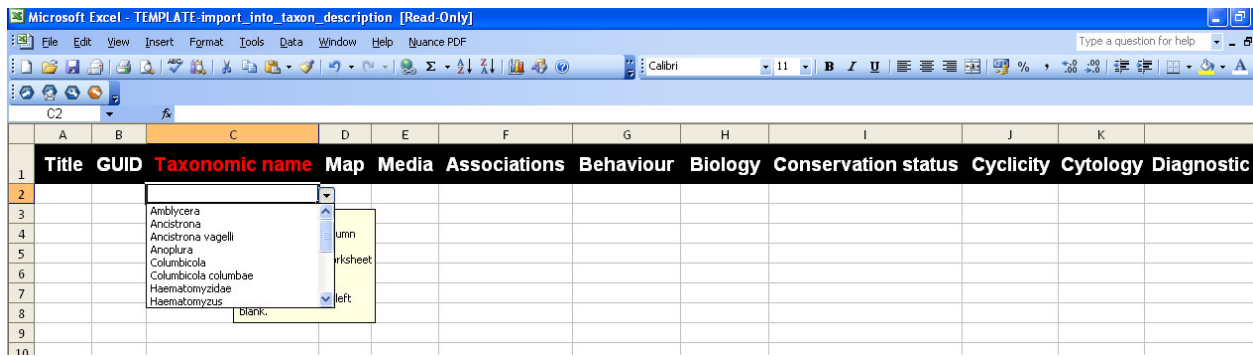 Microsoft Excel - TEMPLATE-import_into_taxon_description [Read-Only]
File Edit View Insert Format Tools Data Window Help Nuance PDF Type a question for help
Calibri 11 B I U % ,
C2 fx
A B C D E F G H I J K
1 Title GUID Taxonomic name Map Media Associations Behaviour Biology Conservation status Cyclicity Cytology Diagnostic
2
3 Amblycera
Ancistrona
4 Ancistrona vagelli umn
5 Anoplura
Columbicola rksheet
6 Columbicola columbae
7 Haematomyzidae left
Haematomyzus
8 blank.
9
10